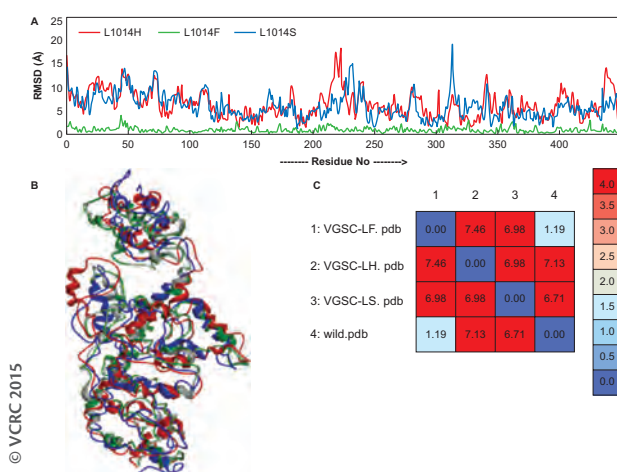 A
25
20
15
10
5
0
RMSD (Å)
L1014H L1014F L1014S
0 50 100 150 200 250 300 350 400
-------- Residue No -------->
B
C
1 2 3 4
1: VGSC-LF. pdb 0.00 7.46 6.98 1.19
2: VGSC-LH. pdb 7.46 0.00 6.98 7.13
3: VGSC-LS. pdb 6.98 6.98 0.00 6.71
4: wild.pdb 1.19 7.13 6.71 0.00
4.0
3.5
3.0
2.5
2.0
1.5
1.0
0.5
0.0
© VCRC 2015